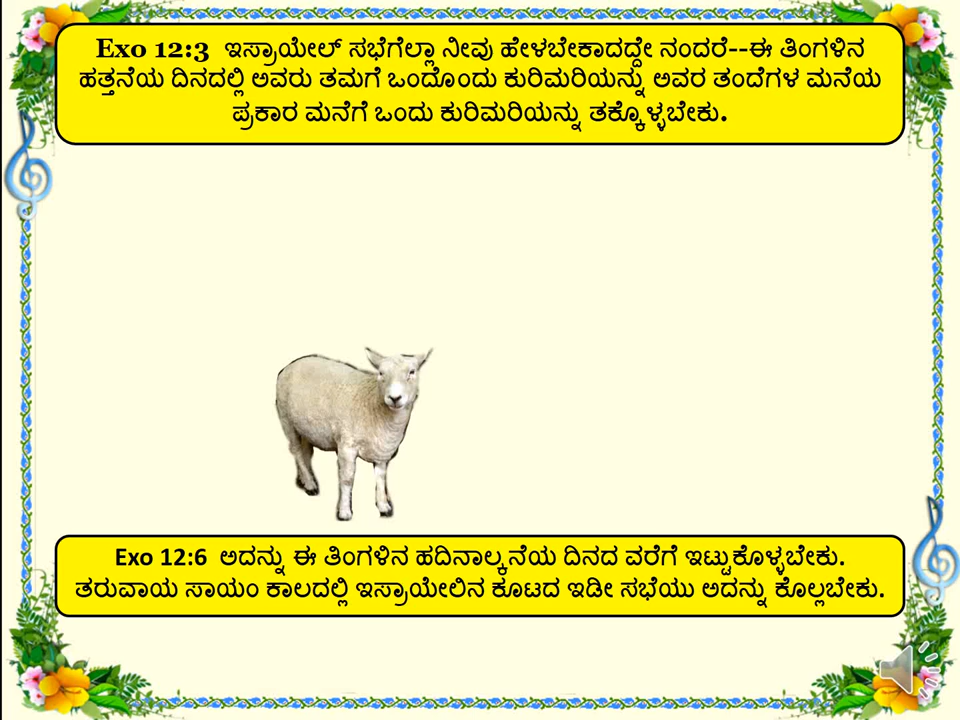 Exo 12:3 ಇಸ್ರಾಯೇಲ್ ಸಭೆಗೆಲ್ಲಾ ನೀವು ಹೇಳಬೇಕಾದದ್ದೇ ನಂದರೆ--ಈ ತಿಂಗಳಿನ
ಹತ್ತನೆಯ ದಿನದಲ್ಲಿ ಅವರು ತಮಗೆ ಒಂದೊಂದು ಕುರಿಮರಿಯನ್ನು ಅವರ ತಂದೆಗಳ ಮನೆಯ
ಪ್ರಕಾರ ಮನೆಗೆ ಒಂದು ಕುರಿಮರಿಯನ್ನು ತಕ್ಕೊಳ್ಳಬೇಕು.
Exo 12:6 ಅದನ್ನು ಈ ತಿಂಗಳಿನ ಹದಿನಾಲ್ಕನೆಯ ದಿನದ ವರೆಗೆ ಇಟ್ಟುಕೊಳ್ಳಬೇಕು.
ತರುವಾಯ ಸಾಯಂ ಕಾಲದಲ್ಲಿ ಇಸ್ರಾಯೇಲಿನ ಕೂಟದ ಇಡೀ ಸಭೆಯು ಅದನ್ನು ಕೊಲ್ಲಬೇಕು.